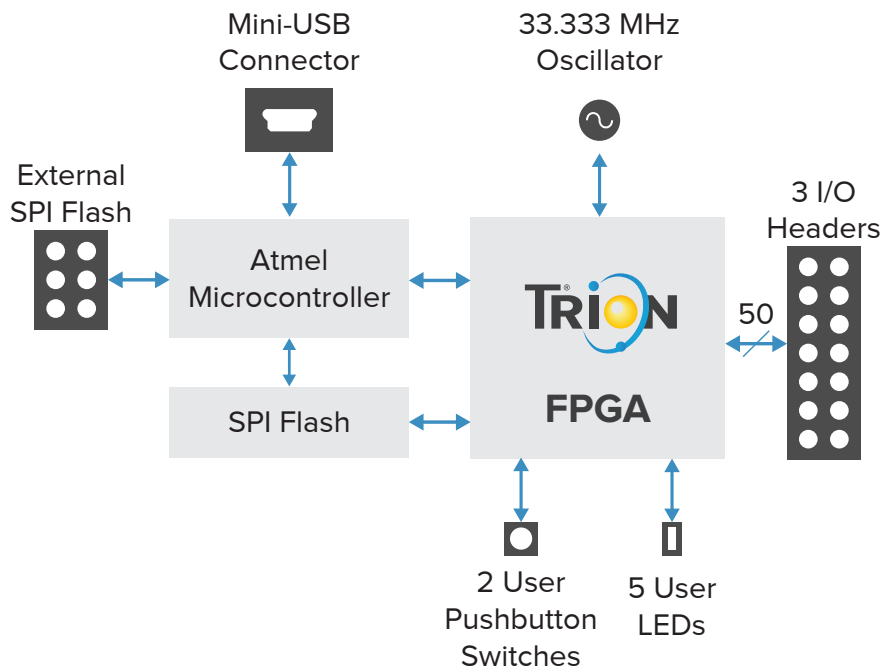 Mini-USB
Connector
33.333 MHz
Oscillator
External
SPI Flash
3 I/O
Headers
Atmel
Microcontroller
TRION®
50
SPI Flash
FPGA
2 User
Pushbutton
Switches
5 User
LEDs